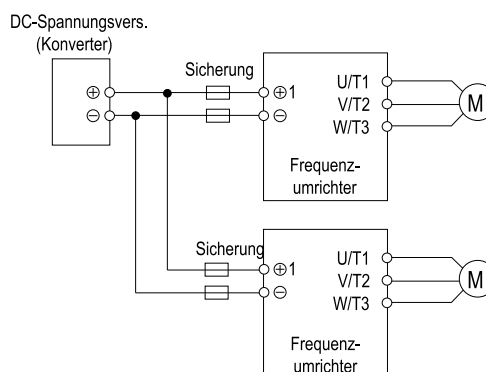 DC-Spannungsvers.
(Konverter)
Sicherung
⊕
⊖
⊕1
⊖
U/T1
V/T2
W/T3
M
Frequenz-
umrichter
Sicherung
⊕1
⊖
U/T1
V/T2
W/T3
M
Frequenz-
umrichter